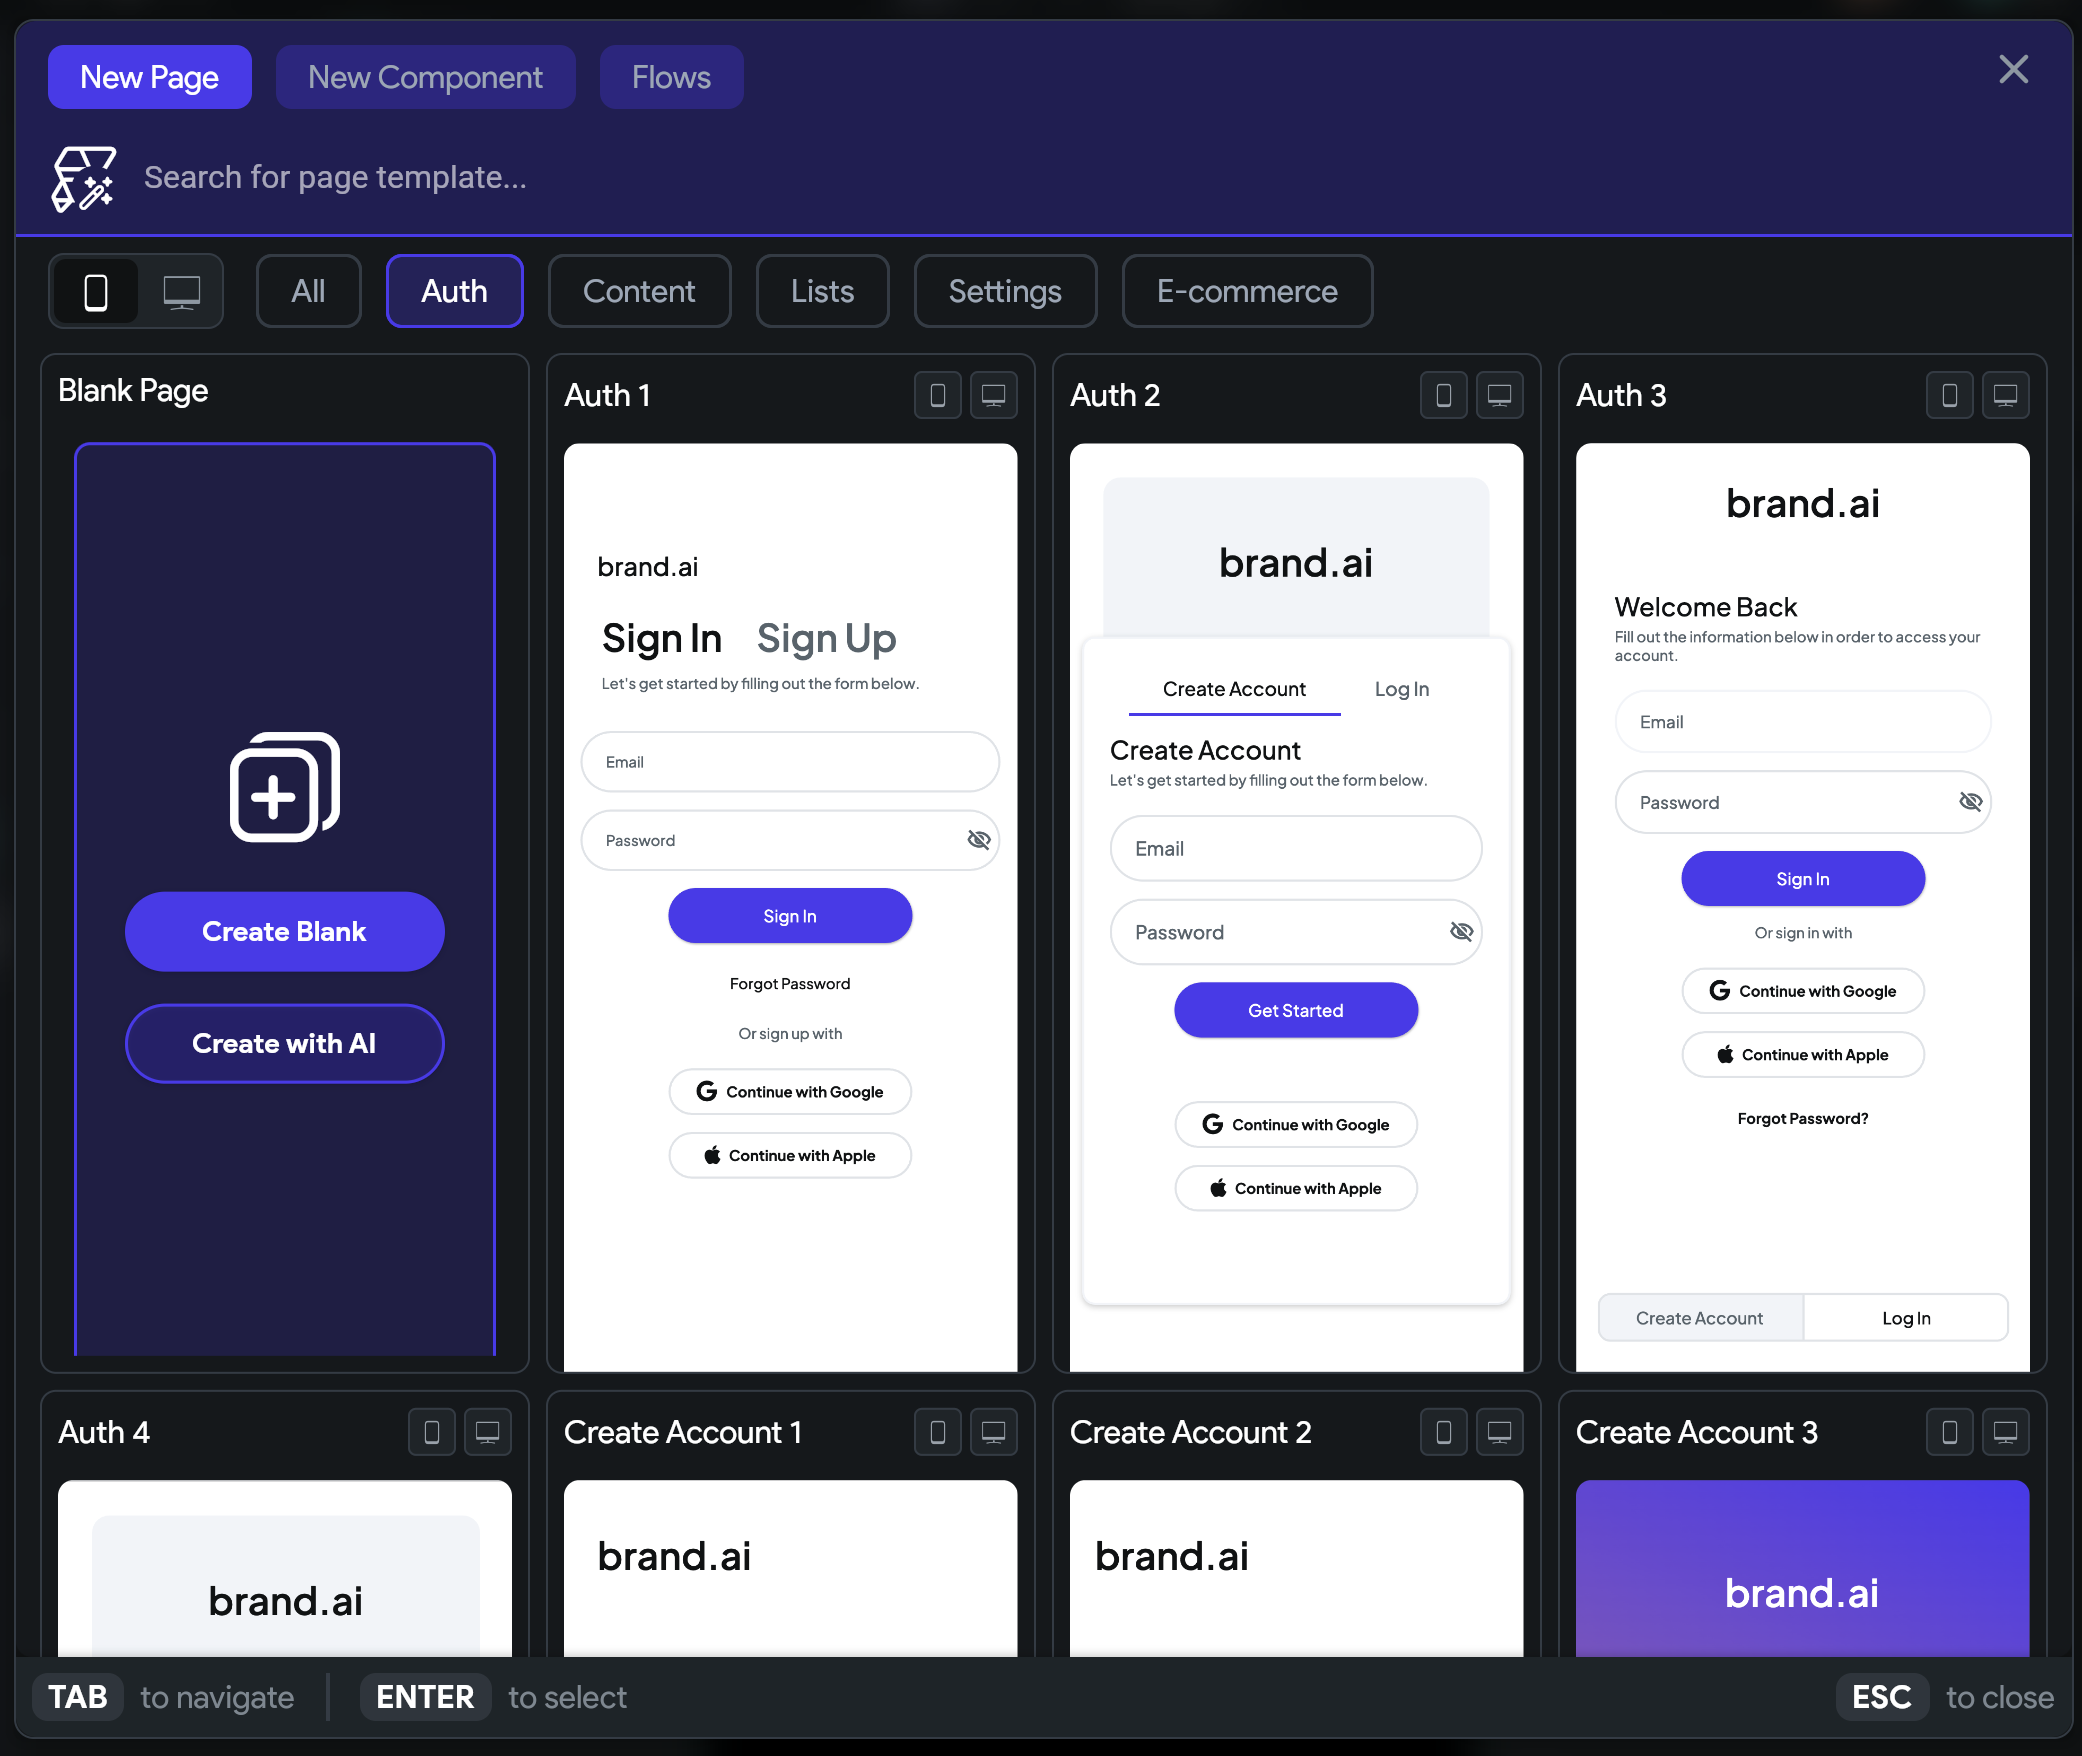 New Page
New Component
Flows
Search for page template...
All
Auth
Content
Lists
Settings
E-commerce
Blank Page
Create Blank
Create with AI
Auth 1
brand.ai
Sign In
Sign Up
Let's get started by filling out the form below.
Email
Password
Sign In
Forgot Password
Or sign up with
Continue with Google
Continue with Apple
Auth 2
brand.ai
Create Account
Log In
Create Account
Let's get started by filling out the form below.
Email
Password
Get Started
Continue with Google
Continue with Apple
Auth 3
brand.ai
Welcome Back
Fill out the information below in order to access your
account.
Email
Password
Sign In
Or sign in with
Continue with Google
Continue with Apple
Forgot Password?
Create Account
Log In
Auth 4
brand.ai
Create Account 1
brand.ai
Create Account 2
brand.ai
Create Account 3
brand.ai
TAB to navigate
ENTER to select
ESC to close